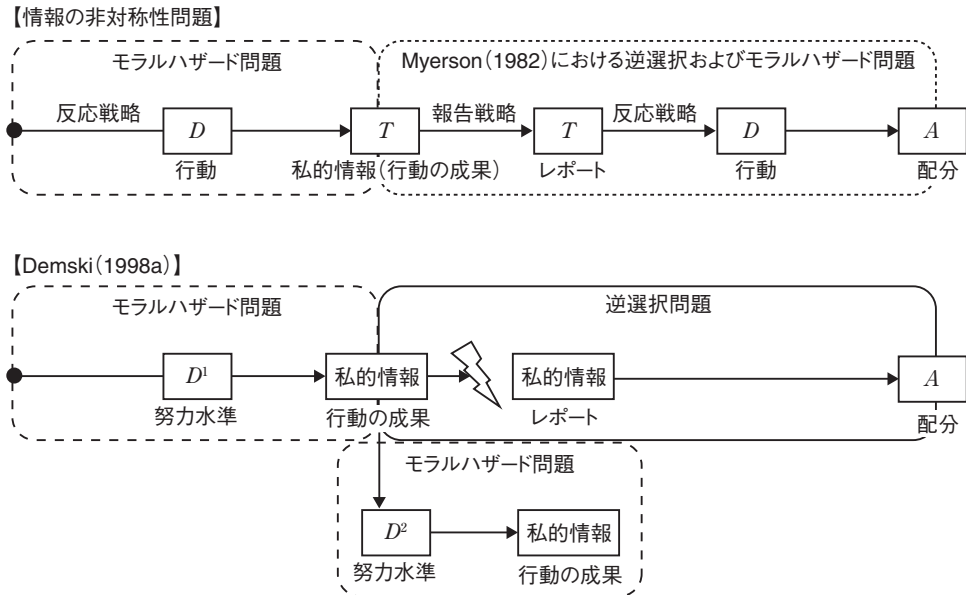 【情報の非対称性問題】
モラルハザード問題
Myerson（1982）における逆選択およびモラルハザード問題
反応戦略
D
T
報告戦略
T
反応戦略
D
A
行動
私的情報（行動の成果）
レポート
行動
配分
【Demski（1998a）】
モラルハザード問題
逆選択問題
D¹
私的情報
私的情報
A
努力水準
行動の成果
レポート
配分
モラルハザード問題
D²
私的情報
努力水準
行動の成果